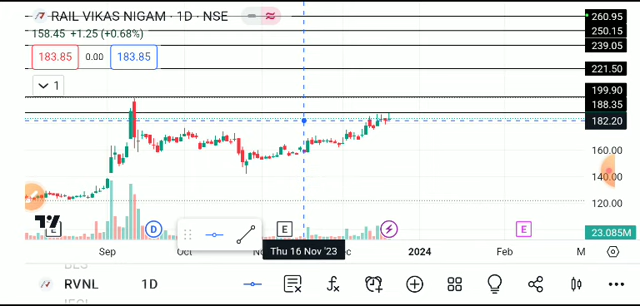 RAIL VIKAS NIGAM · 1D · NSE
158.45 +1.25 (+0.68%)
183.85 0.00 183.85
1
260.95
250.15
239.05
221.50
199.90
188.35
182.20
160.00
140.00
120.00
23.085M
D E E
Sep Oct Thu 16 Nov '23 ec 2024 Feb M
RVNL 1D